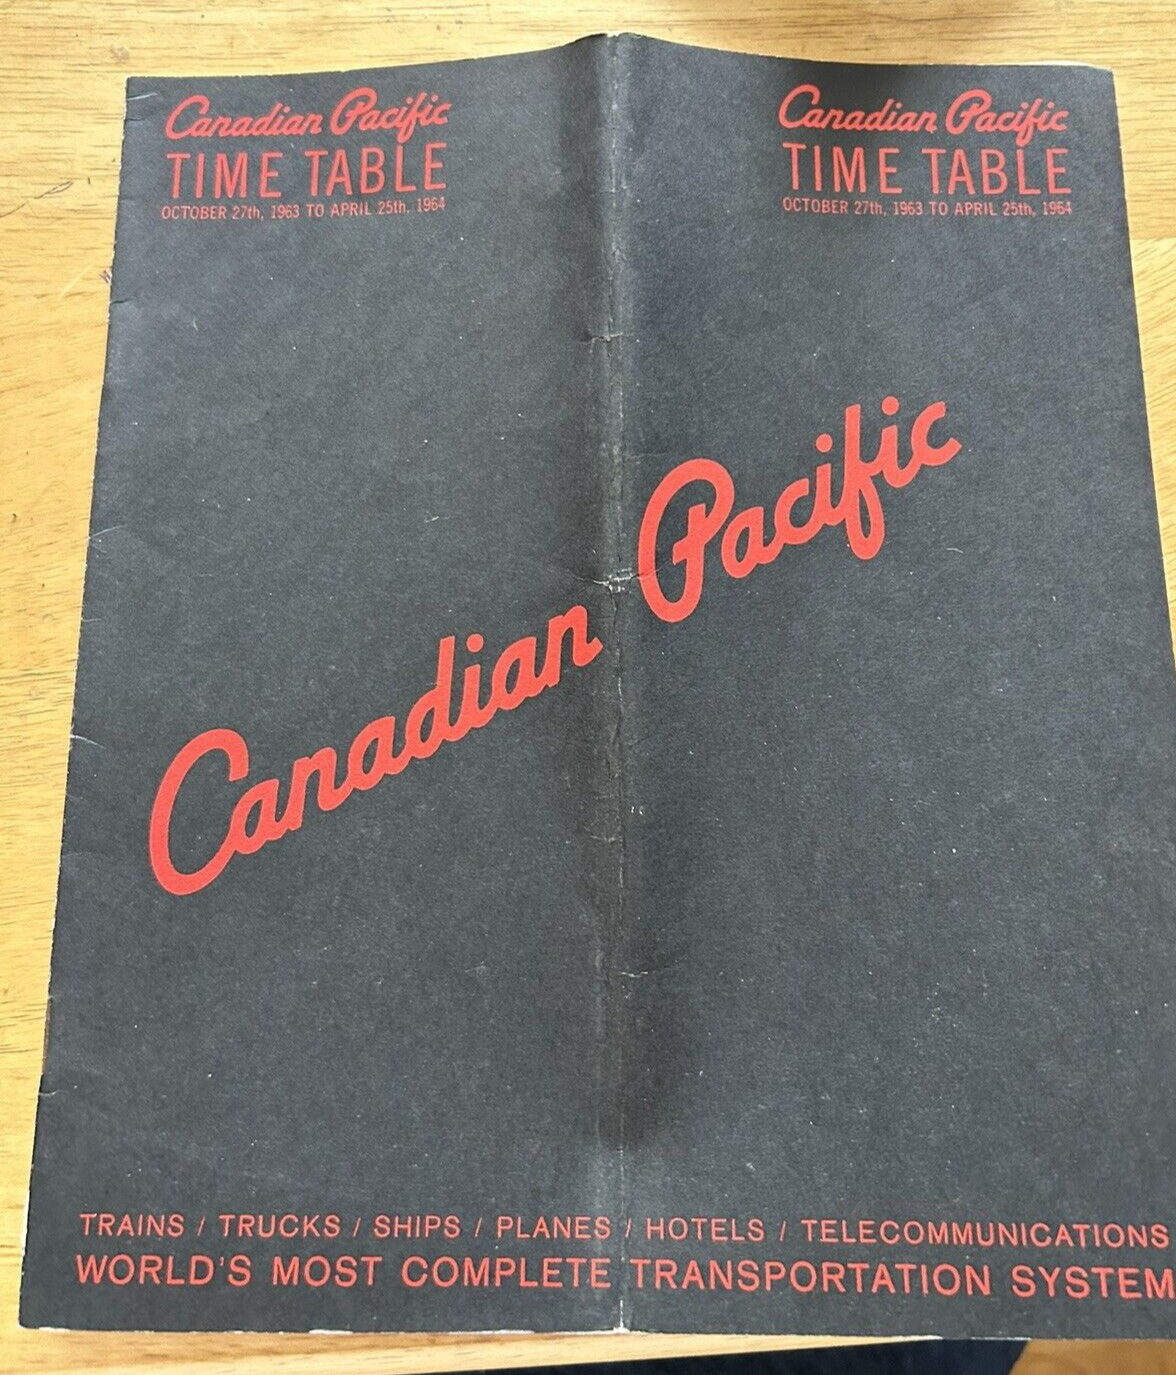 Canadian Pacific
TIME TABLE
OCTOBER 27th, 1963 TO APRIL 25th, 1964
Canadian Pacific
TIME TABLE
OCTOBER 27th, 1963 TO APRIL 25th, 1964
Canadian Pacific
TRAINS / TRUCKS / SHIPS / PLANES / HOTELS / TELECOMMUNICATIONS
WORLD'S MOST COMPLETE TRANSPORTATION SYSTEM